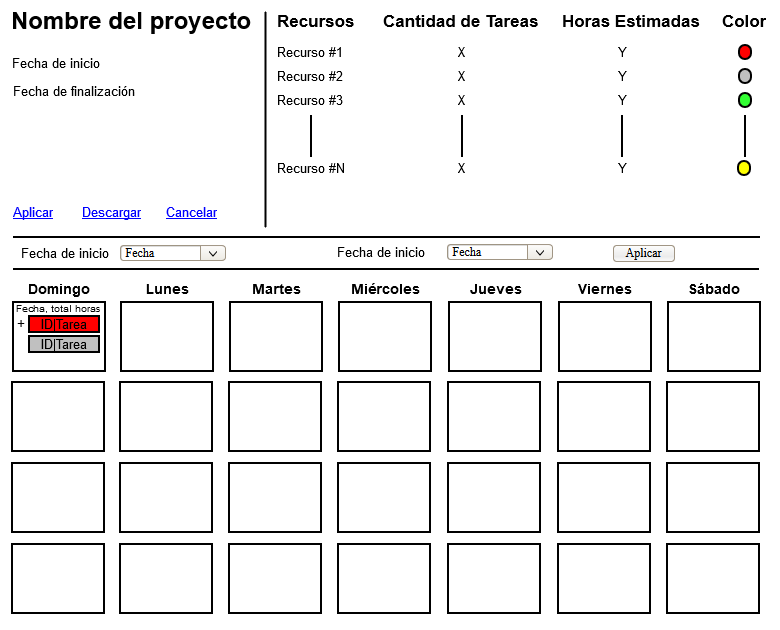 Nombre del proyecto
Fecha de inicio
Fecha de finalización
Aplicar Descargar Cancelar
Recursos Cantidad de Tareas Horas Estimadas Color
Recurso #1 X Y
Recurso #2 X Y
Recurso #3 X Y
Recurso #N X Y
Fecha de inicio Fecha Fecha de inicio Fecha Aplicar
Domingo Lunes Martes Miércoles Jueves Viernes Sábado
Fecha, total horas
+ ID|Tarea
ID|Tarea